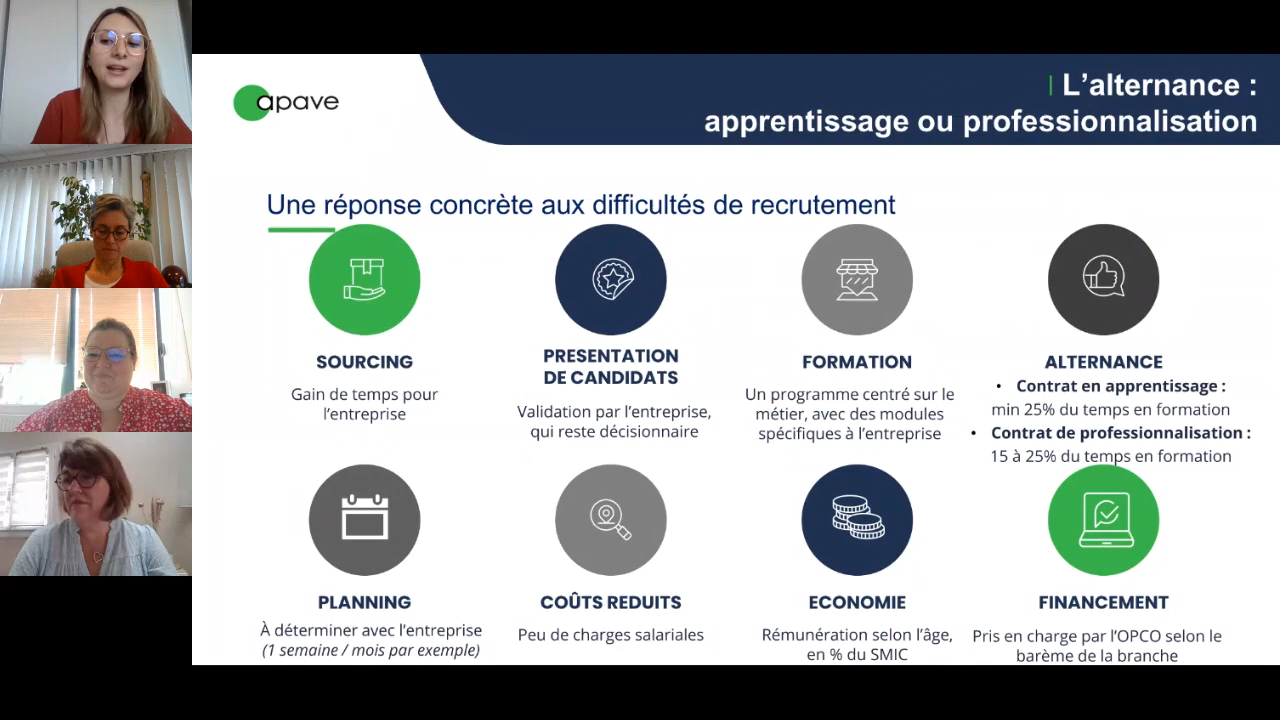 apave
L’alternance :
apprentissage ou professionnalisation
Une réponse concrète aux difficultés de recrutement
SOURCING
Gain de temps pour
l’entreprise
PRESENTATION
DE CANDIDATS
Validation par l’entreprise,
qui reste décisionnaire
FORMATION
Un programme centré sur le
métier, avec des modules
spécifiques à l’entreprise
ALTERNANCE
• Contrat en apprentissage :
min 25% du temps en formation
• Contrat de professionnalisation :
15 à 25% du temps en formation
PLANNING
À déterminer avec l’entreprise
(1 semaine / mois par exemple)
COÛTS REDUITS
Peu de charges salariales
ECONOMIE
Rémunération selon l’âge,
en % du SMIC
FINANCEMENT
Pris en charge par l’OPCO selon le
barème de la branche